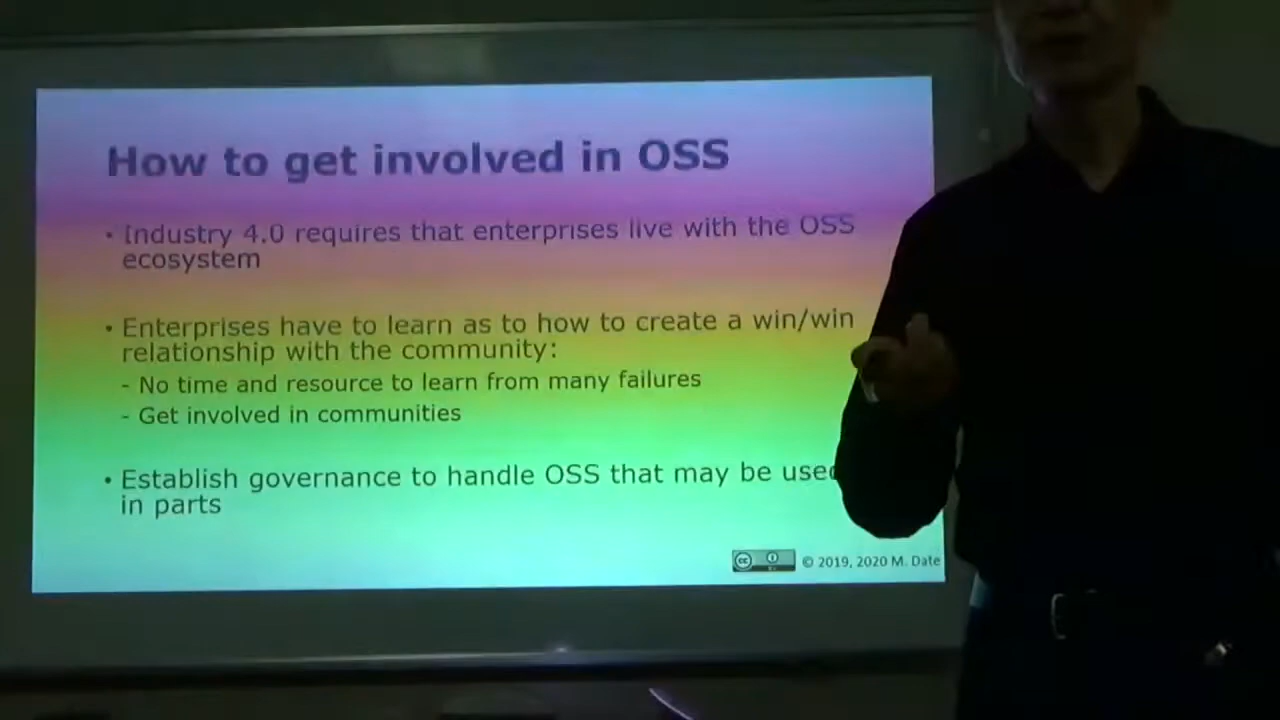 How to get involved in OSS
• Industry 4.0 requires that enterprises live with the OSS
ecosystem
• Enterprises have to learn as to how to create a win/win
relationship with the community:
- No time and resource to learn from many failures
- Get involved in communities
• Establish governance to handle OSS that may be used
in parts
cc
© 2019, 2020 M. Date